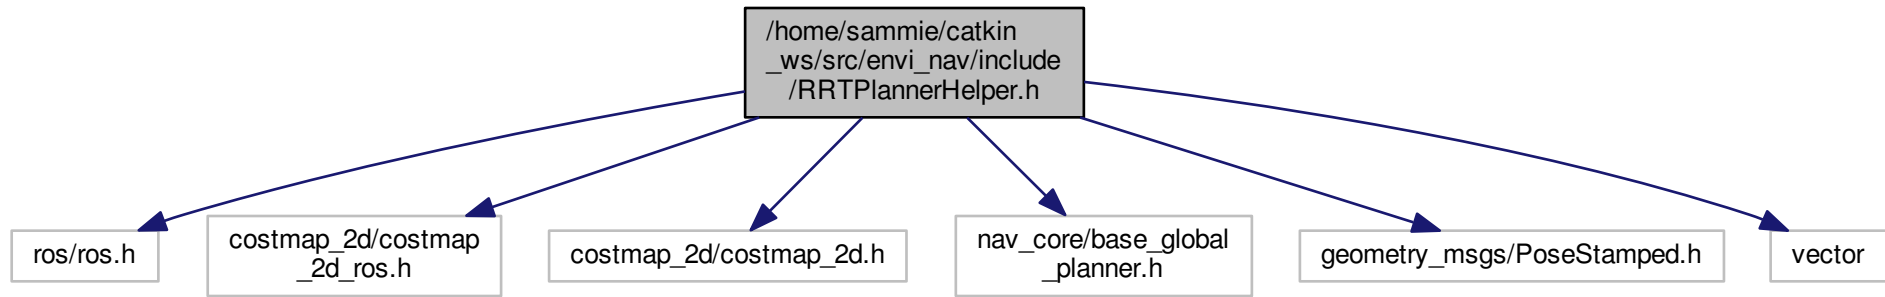 /home/sammie/catkin
_ws/src/envi_nav/include
/RRTPlannerHelper.h
ros/ros.h
costmap_2d/costmap
_2d_ros.h
costmap_2d/costmap_2d.h
nav_core/base_global
_planner.h
geometry_msgs/PoseStamped.h
vector